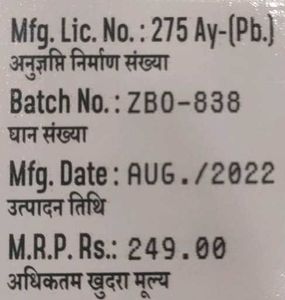 Mfg. Lic. No. : 275 Ay-(Pb.)
अनुज्ञप्ति निर्माण संख्या
Batch No. : ZBO-838
घान संख्या
Mfg. Date : AUG./2022
उत्पादन तिथि
M.R.P. Rs.: 249.00
अधिकतम खुदरा मूल्य